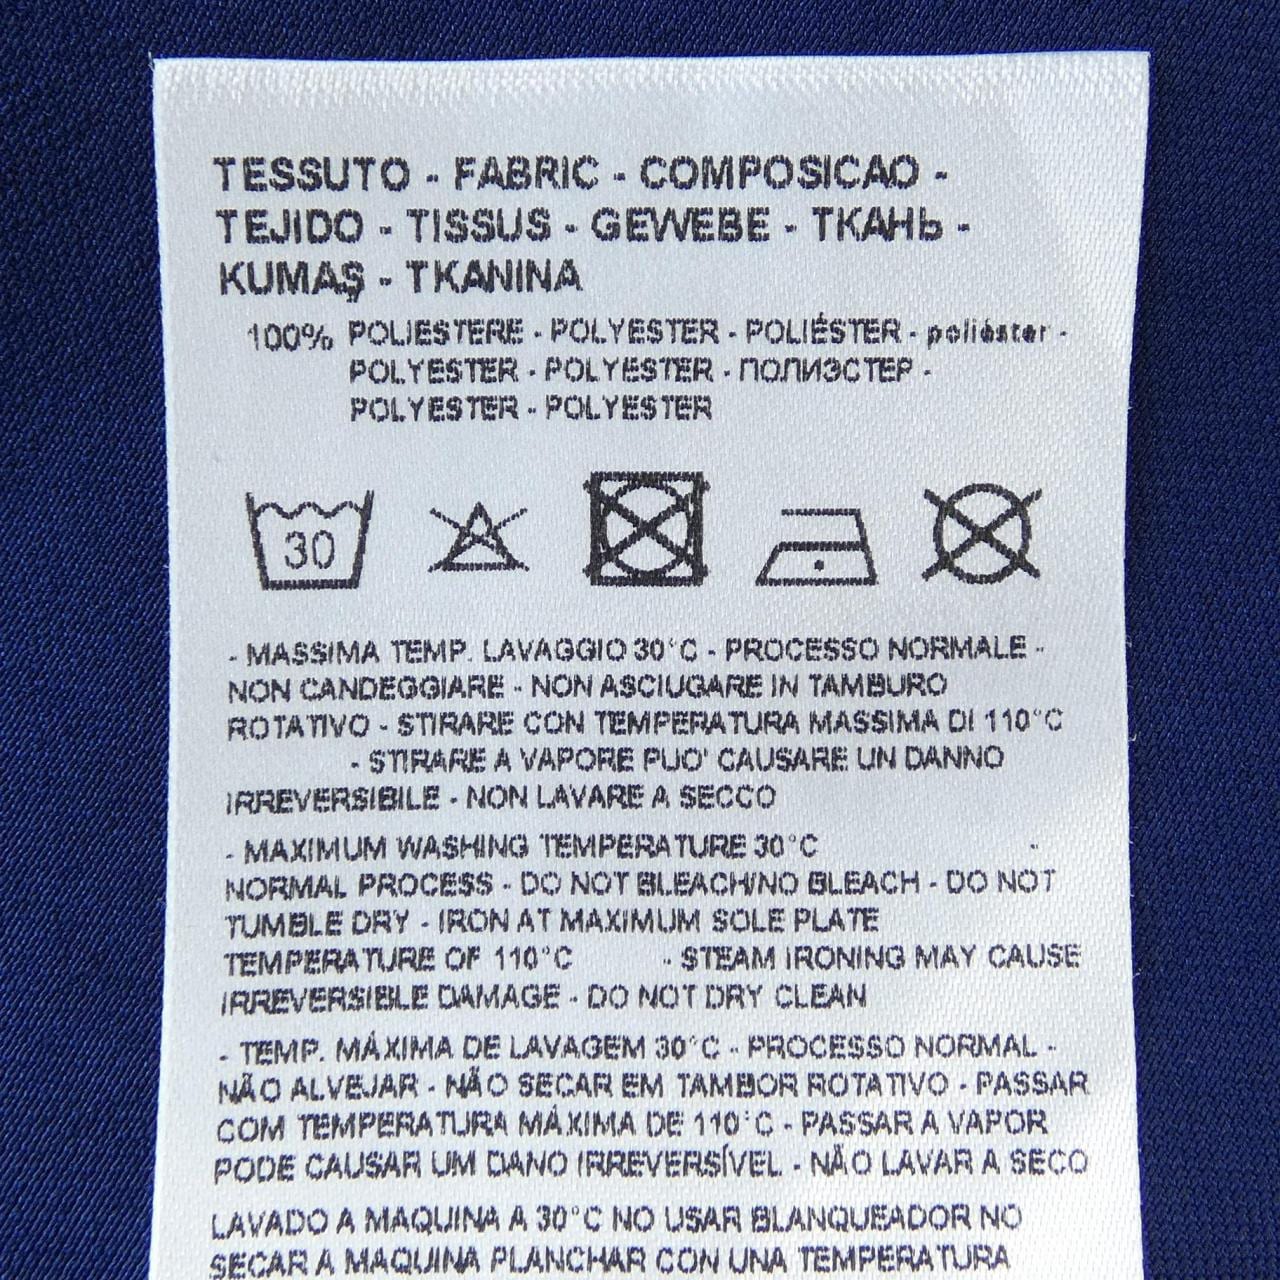 TESSUTO - FABRIC - COMPOSICAO -
TEJIDO - TISSUS - GEWEBE - ТКАНЬ -
KUMAŞ - TKANINA
100% POLIESTERE - POLYESTER - POLIÉSTER - poliéster -
POLYESTER - POLYESTER - ПОЛИЭСТЕР -
POLYESTER - POLYESTER
30
- MASSIMA TEMP. LAVAGGIO 30°C - PROCESSO NORMALE -
NON CANDEGGIARE - NON ASCIUGARE IN TAMBURO
ROTATIVO - STIRARE CON TEMPERATURA MASSIMA DI 110°C
- STIRARE A VAPORE PUO' CAUSARE UN DANNO
IRREVERSIBILE - NON LAVARE A SECCO
- MAXIMUM WASHING TEMPERATURE 30°C -
NORMAL PROCESS - DO NOT BLEACH/NO BLEACH - DO NOT
TUMBLE DRY - IRON AT MAXIMUM SOLE PLATE
TEMPERATURE OF 110°C - STEAM IRONING MAY CAUSE
IRREVERSIBLE DAMAGE - DO NOT DRY CLEAN
- TEMP. MÁXIMA DE LAVAGEM 30°C - PROCESSO NORMAL -
NÃO ALVEJAR - NÃO SECAR EM TAMBOR ROTATIVO - PASSAR
COM TEMPERATURA MÁXIMA DE 110°C - PASSAR A VAPOR
PODE CAUSAR UM DANO IRREVERSÍVEL - NÃO LAVAR A SECO
LAVADO A MAQUINA A 30°C NO USAR BLANQUEADOR NO
SECAR A MAQUINA PLANCHAR CON UNA TEMPERATURA